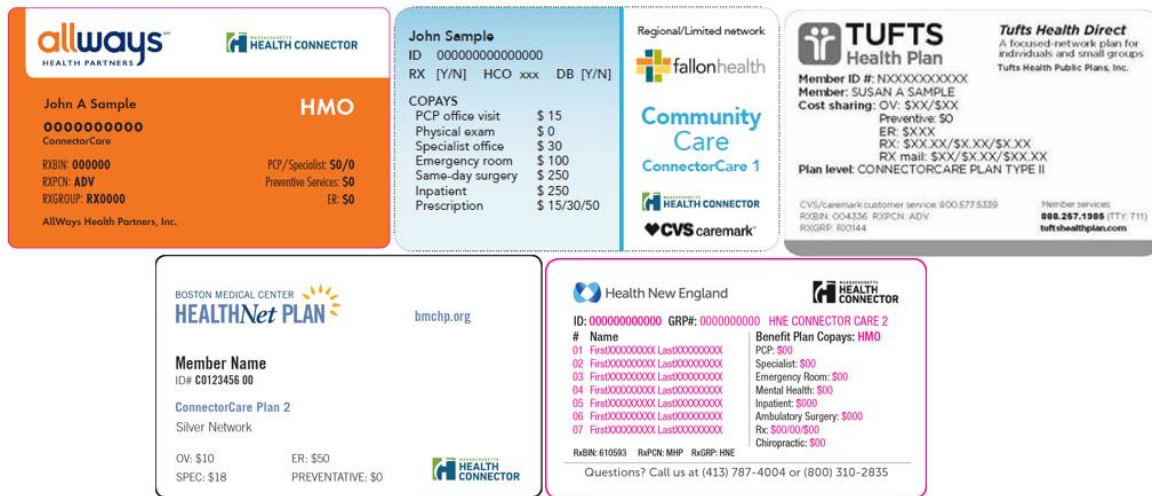 allways
HEALTH PARTNERS
MASSACHUSETTS
HEALTH CONNECTOR
John A Sample
HMO
0000000000
ConnectorCare
RXBIN: 000000
PCP/Specialist: $0/0
RXPCN: ADV
Preventive Services: $0
RXGROUP: RX0000
ER: $0
AllWays Health Partners, Inc.
John Sample
ID 000000000000000
RX [Y/N] HCO xxx DB [Y/N]
COPAYS
PCP office visit $ 15
Physical exam $ 0
Specialist office $ 30
Emergency room $ 100
Same-day surgery $ 250
Inpatient $ 250
Prescription $ 15/30/50
Regional/Limited network
fallonhealth
Community
Care
ConnectorCare 1
MASSACHUSETTS
HEALTH CONNECTOR
CVS caremark
TUFTS
Health Plan
Tufts Health Direct
A focused-network plan for
individuals and small groups
Tufts Health Public Plans, Inc.
Member ID #: NXXXXXXXXXX
Member: SUSAN A SAMPLE
Cost sharing: OV: $XX/$XX
Preventive: $0
ER: $XXX
RX: $XX.XX/$X.XX/$X.XX
RX mail: $XX/$X.XX/$XX.XX
Plan level: CONNECTORCARE PLAN TYPE II
CVS/caremark customer service: 800.577.5339
RXBIN: 004336 RXPCN: ADV
RXGRP: RX0144
Member services:
888.257.1985 (TTY: 711)
tuftshealthplan.com
BOSTON MEDICAL CENTER
HEALTHNet PLAN
bmchp.org
Member Name
ID# C0123456 00
ConnectorCare Plan 2
Silver Network
OV: $10 ER: $50
SPEC: $18 PREVENTATIVE: $0
MASSACHUSETTS
HEALTH
CONNECTOR
Health New England
MASSACHUSETTS
HEALTH
CONNECTOR
ID: 000000000000 GRP#: 0000000000 HNE CONNECTOR CARE 2
# Name
01 FirstXXXXXXXXX LastXXXXXXXXX
02 FirstXXXXXXXXX LastXXXXXXXXX
03 FirstXXXXXXXXX LastXXXXXXXXX
04 FirstXXXXXXXXX LastXXXXXXXXX
05 FirstXXXXXXXXX LastXXXXXXXXX
06 FirstXXXXXXXXX LastXXXXXXXXX
07 FirstXXXXXXXXX LastXXXXXXXXX
Benefit Plan Copays: HMO
PCP: $00
Specialist: $00
Emergency Room: $00
Mental Health: $00
Inpatient: $000
Ambulatory Surgery: $000
Rx: $00/00/$00
Chiropractic: $00
RxBIN: 610593 RxPCN: MHP RxGRP: HNE
Questions? Call us at (413) 787-4004 or (800) 310-2835